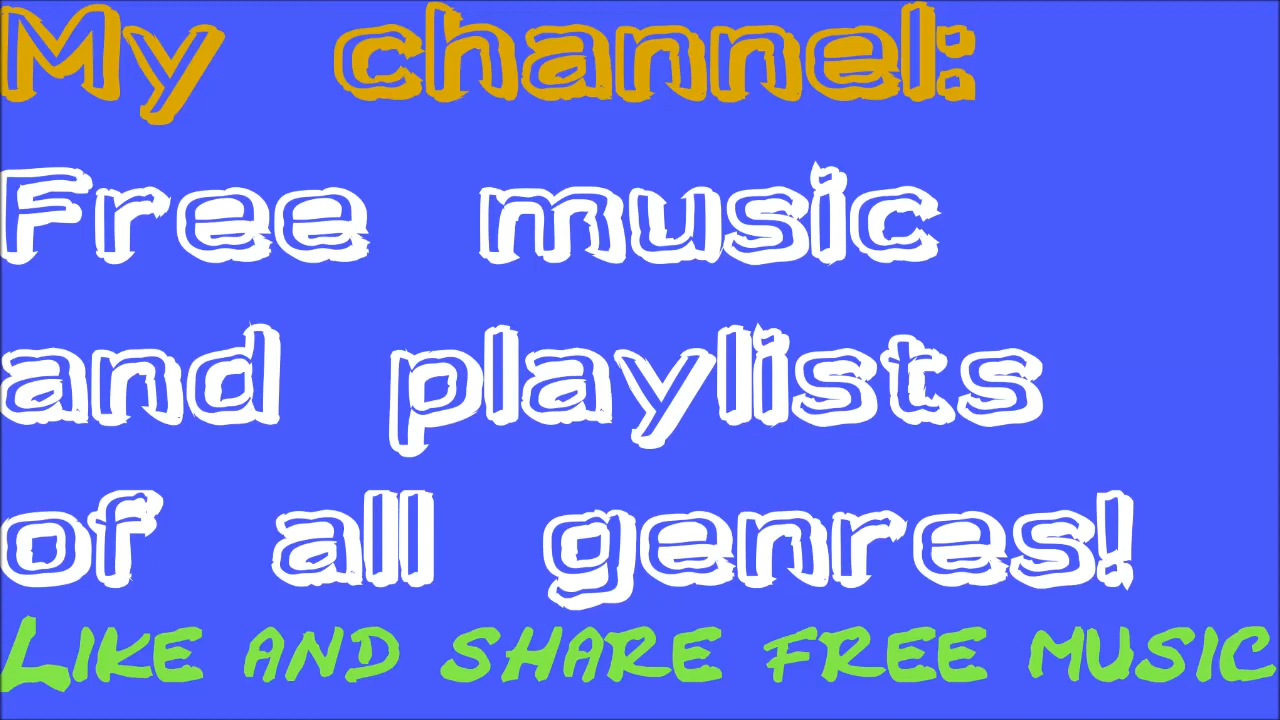 My channel:
Free music
and playlists
of all genres!
Like and share free music